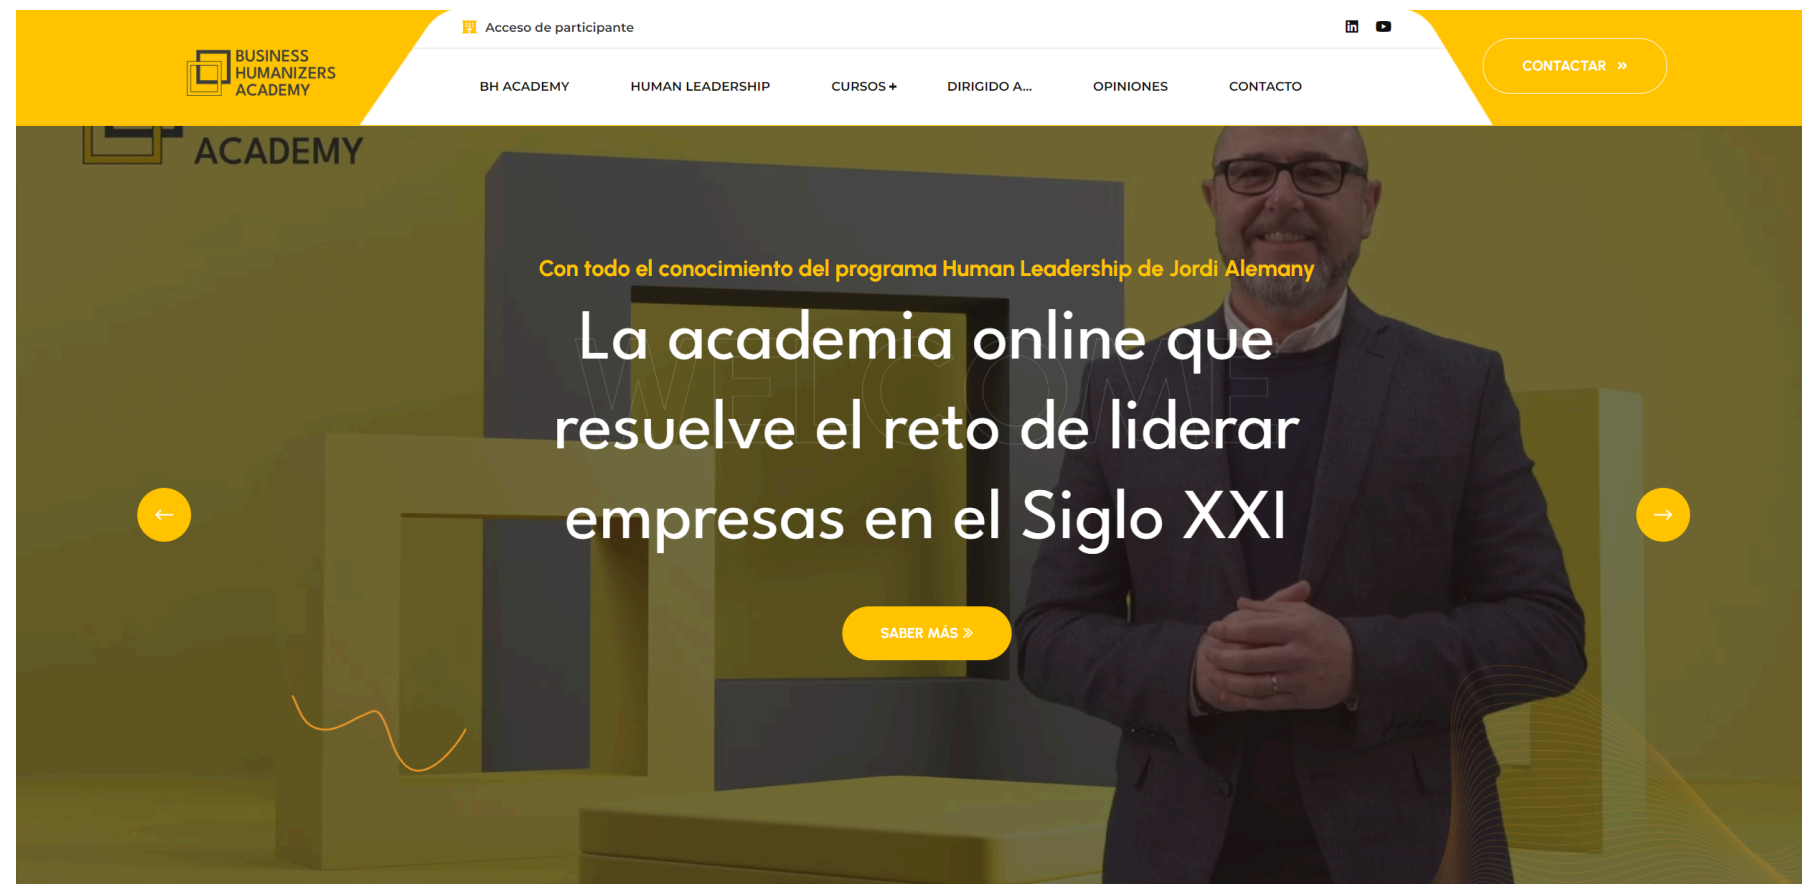 Acceso de participante
BUSINESS
HUMANIZERS
ACADEMY
BH ACADEMY
HUMAN LEADERSHIP
CURSOS +
DIRIGIDO A...
OPINIONES
CONTACTO
CONTACTAR »
ACADEMY
Con todo el conocimiento del programa Human Leadership de Jordi Alemany
WELCOME
La academia online que
resuelve el reto de liderar
empresas en el Siglo XXI
SABER MÁS »